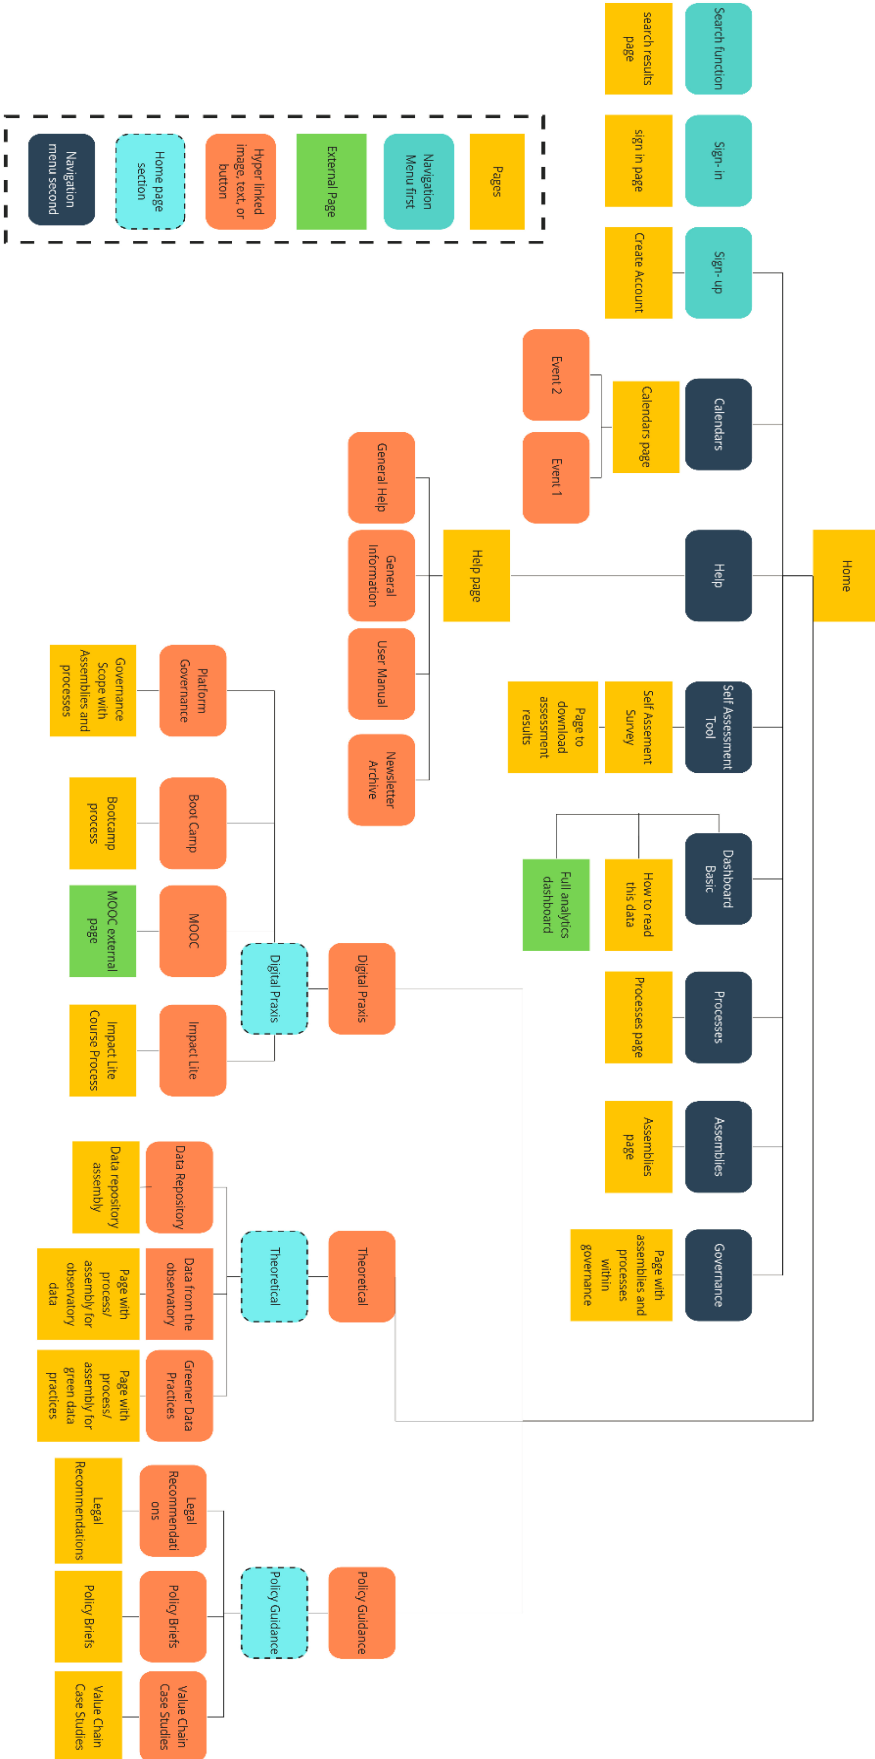 Home
Search function
Sign- in
Sign- up
Calendars
Help
Self Assessment
Tool
Dashboard
Basic
Processes
Assemblies
Governance
search results
page
sign in page
Create Account
Calendars page
Event 2
Event 1
Help page
General Help
General
Information
User Manual
Newsletter
Archive
Self Assement
Survey
Page to
download
assessment
results
How to read
this data
Full analytics
dashboard
Processes page
Assemblies
page
Page with
assemblies and
processes
within
governance
Pages
Navigation
Menu first
External Page
Hyper linked
image, text, or
button
Home page
section
Navigation
menu second
Digital Praxis
Digital Praxis
Platform
Governance
Governance
Scope with
Assemblies and
processes
Boot Camp
Bootcamp
process
MOOC
MOOC external
page
Impact Lite
Impact Lite
Course Process
Theoretical
Theoretical
Data Repository
Data repository
assembly
Data from the
observatory
Page with
process/
assembly for
observatory
data
Greener Data
Practices
Page with
process/
assembly for
green data
practices
Policy Guidance
Policy Guidance
Legal
Recommendati
ons
Legal
Recommendations
Policy Briefs
Policy Briefs
Value Chain
Case Studies
Value Chain
Case Studies